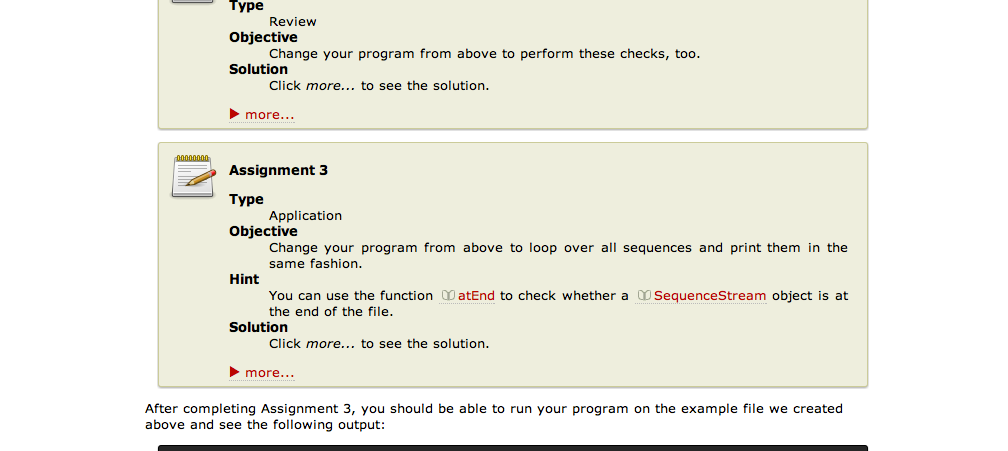 Type
Review
Objective
Change your program from above to perform these checks, too.
Solution
Click more... to see the solution.
more...
Assignment 3
Type
Application
Objective
Change your program from above to loop over all sequences and print them in the
same fashion.
Hint
You can use the function atEnd to check whether a SequenceStream object is at
the end of the file.
Solution
Click more... to see the solution.
more...
After completing Assignment 3, you should be able to run your program on the example file we created
above and see the following output: